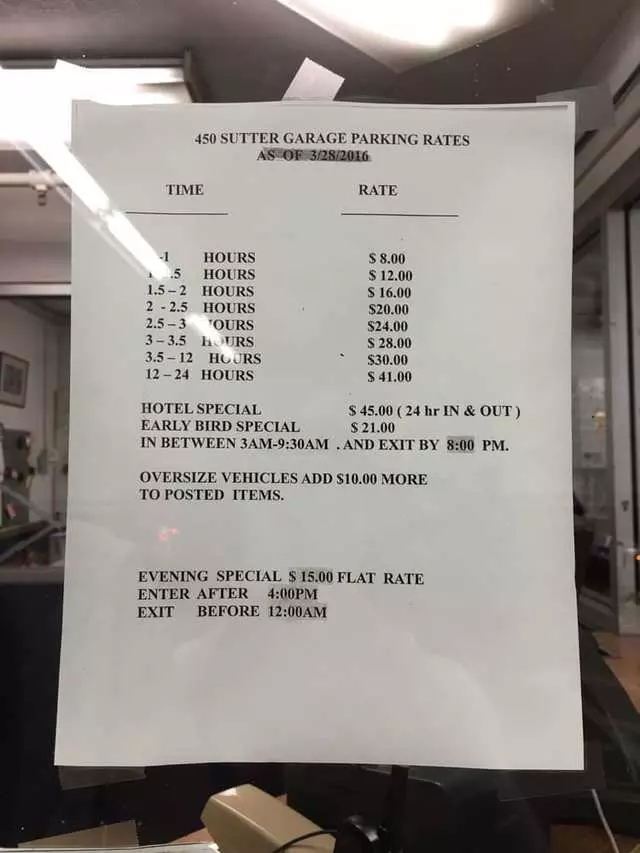 450 SUTTER GARAGE PARKING RATES
AS OF 3/28/2016
TIME RATE
-1 HOURS $ 8.00
.5 HOURS $ 12.00
1.5 – 2 HOURS $ 16.00
2 - 2.5 HOURS $20.00
2.5 – 3 HOURS $24.00
3 – 3.5 HOURS $ 28.00
3.5 – 12 HOURS $30.00
12 – 24 HOURS $ 41.00
HOTEL SPECIAL $ 45.00 ( 24 hr IN & OUT )
EARLY BIRD SPECIAL $ 21.00
IN BETWEEN 3AM-9:30AM . AND EXIT BY 8:00 PM.
OVERSIZE VEHICLES ADD $10.00 MORE
TO POSTED ITEMS.
EVENING SPECIAL $ 15.00 FLAT RATE
ENTER AFTER 4:00PM
EXIT BEFORE 12:00AM